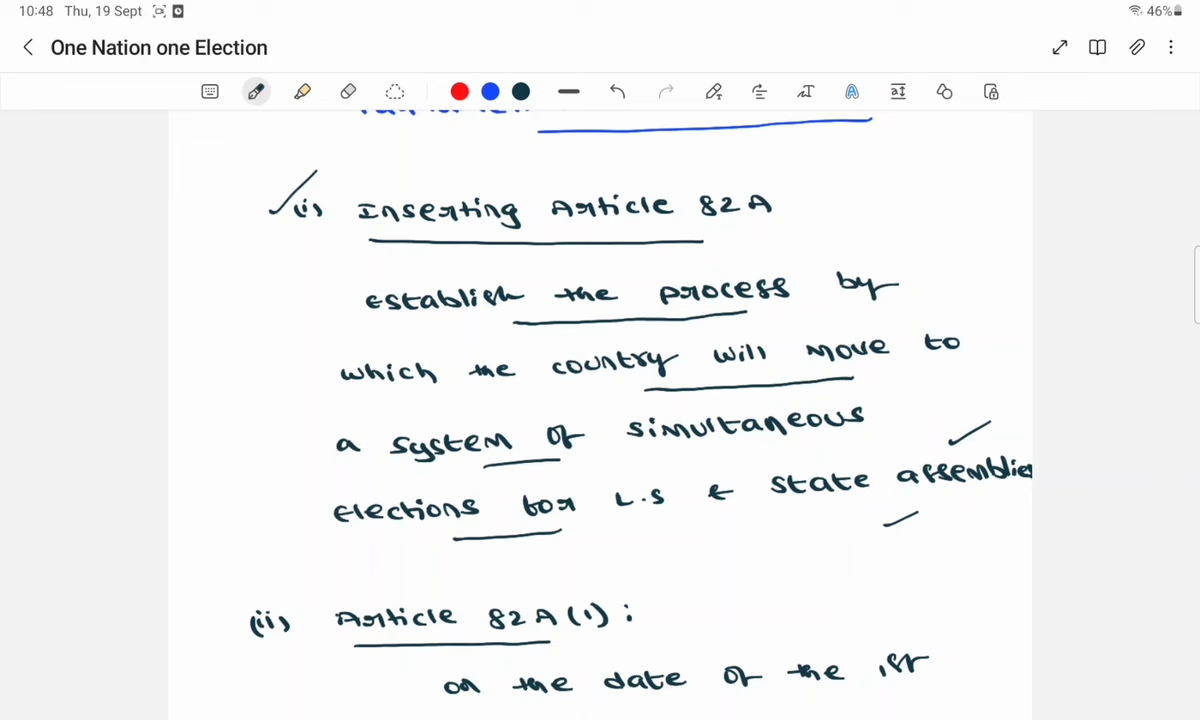 10:48 Thu, 19 Sept
46%
One Nation one Election
(i) Inserting Article 82A
Establish the process by
which the country will move to
a system of simultaneous
Elections for L.S & state assemblies
(ii) Article 82A(1):
on the date of the 1st